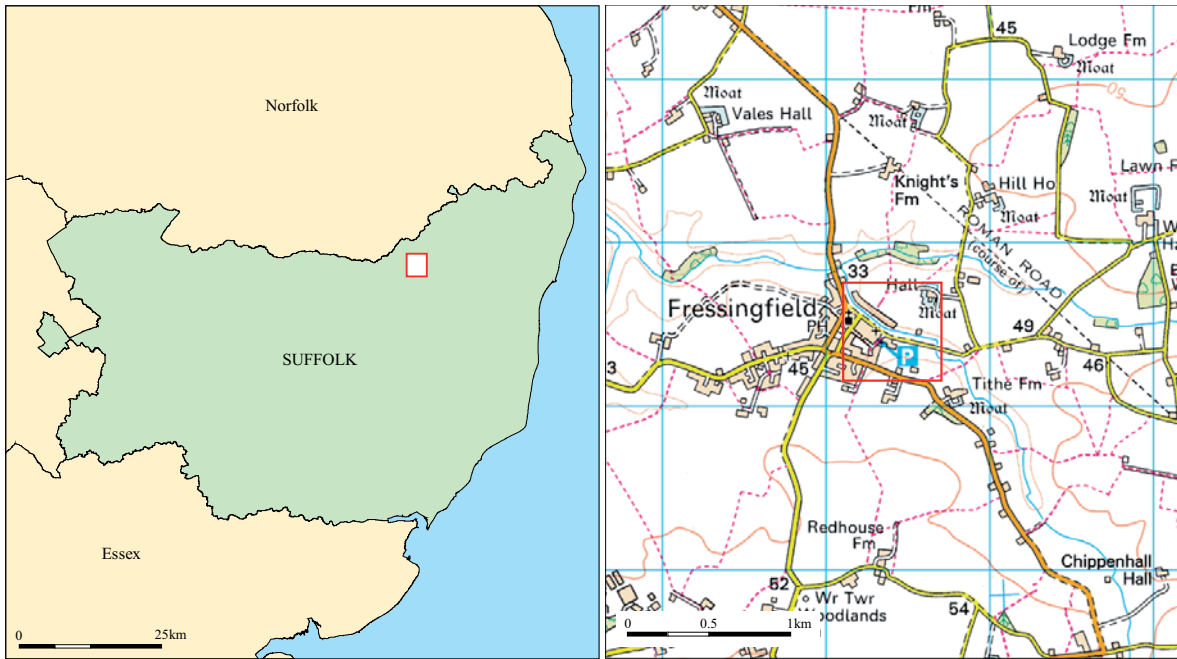 Norfolk
SUFFOLK
Essex
0
25km
Fm
45
Lodge Fm
Moat
50
Moat
Vales Hall
Moat
Knight's
Fm
Hill Ho
Moat
Lawn
Moat
ROMAN ROAD
(course of)
33
Hall
Moat
Fressingfield
PH
P
49
45
3
46
Tithe Fm
Moat
Redhouse
Fm
Chippenhall
Hall
52
Wr Twr
54
0
0.5
1km